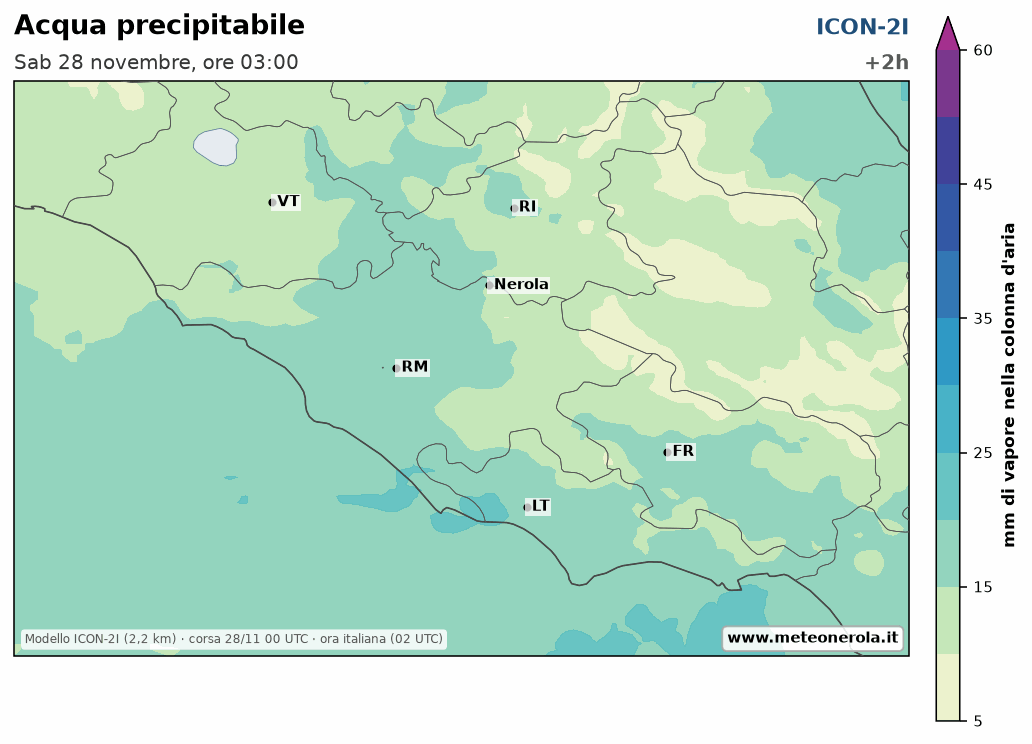 Acqua precipitabile
ICON-2I
Sab 28 novembre, ore 03:00
+2h
60
45
35
25
15
5
mm di vapore nella colonna d'aria
VT
RI
Nerola
RM
FR
LT
Modello ICON-2I (2,2 km) · corsa 28/11 00 UTC · ora italiana (02 UTC)
www.meteonerola.it